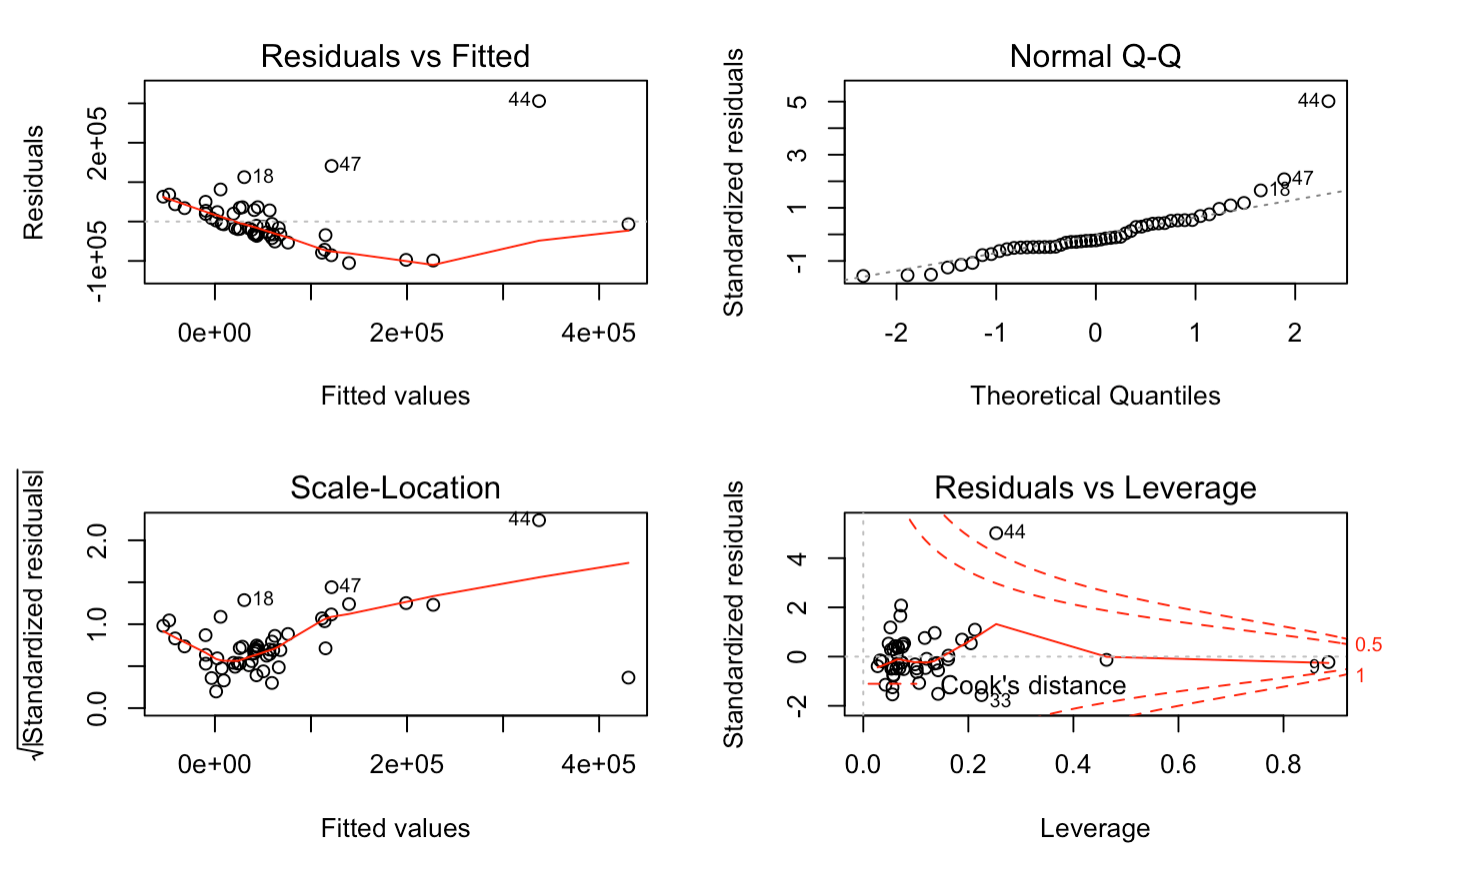 Residuals vs Fitted
Residuals
-1e+05
2e+05
44
47
18
0e+00 2e+05 4e+05
Fitted values
Normal Q-Q
Standardized residuals
-1
1
3
5
44
47
18
-2 -1 0 1 2
Theoretical Quantiles
Scale-Location
√|Standardized residuals|
0.0
1.0
2.0
44
47
18
0e+00 2e+05 4e+05
Fitted values
Residuals vs Leverage
Standardized residuals
-2
0
2
4
44
0.5
9
1
Cook's distance
33
0.0 0.2 0.4 0.6 0.8
Leverage